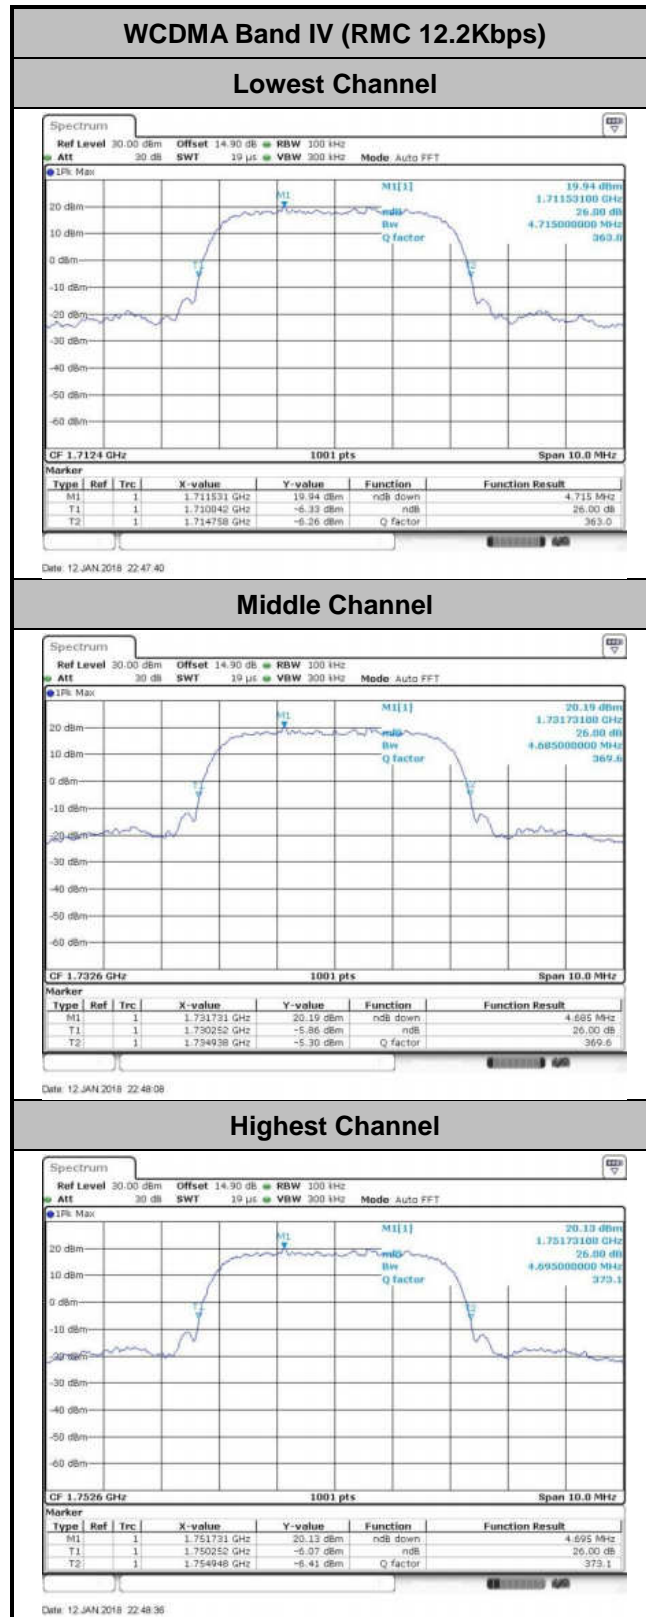 WCDMA Band IV (RMC 12.2Kbps)
Lowest Channel
Spectrum
Ref Level 30.00 dBm Offset 14.90 dB RBW 100 kHz
Att 30 dB SWT 19 µs VBW 300 kHz Mode Auto FFT
1Pk Max
M1[1] 19.94 dBm
1.71153100 GHz
ndB 26.00 dB
Bw 4.715000000 MHz
Q factor 363.0
M1
T1
T2
20 dBm
10 dBm
0 dBm
-10 dBm
-20 dBm
-30 dBm
-40 dBm
-50 dBm
-60 dBm
CF 1.7124 GHz 1001 pts Span 10.0 MHz
Marker
Type Ref Trc X-value Y-value Function Function Result
M1 1 1.711531 GHz 19.94 dBm ndB down 4.715 MHz
T1 1 1.710042 GHz -6.33 dBm ndB 26.00 dB
T2 1 1.714758 GHz -6.26 dBm Q factor 363.0
Date: 12.JAN.2018 22:47:40
Middle Channel
Spectrum
Ref Level 30.00 dBm Offset 14.90 dB RBW 100 kHz
Att 30 dB SWT 19 µs VBW 300 kHz Mode Auto FFT
1Pk Max
M1[1] 20.19 dBm
1.73173100 GHz
ndB 26.00 dB
Bw 4.685000000 MHz
Q factor 369.6
M1
T1
T2
20 dBm
10 dBm
0 dBm
-10 dBm
-20 dBm
-30 dBm
-40 dBm
-50 dBm
-60 dBm
CF 1.7326 GHz 1001 pts Span 10.0 MHz
Marker
Type Ref Trc X-value Y-value Function Function Result
M1 1 1.731731 GHz 20.19 dBm ndB down 4.685 MHz
T1 1 1.730252 GHz -5.86 dBm ndB 26.00 dB
T2 1 1.734938 GHz -5.30 dBm Q factor 369.6
Date: 12.JAN.2018 22:48:08
Highest Channel
Spectrum
Ref Level 30.00 dBm Offset 14.90 dB RBW 100 kHz
Att 30 dB SWT 19 µs VBW 300 kHz Mode Auto FFT
1Pk Max
M1[1] 20.13 dBm
1.75173100 GHz
ndB 26.00 dB
Bw 4.695000000 MHz
Q factor 373.1
M1
T1
T2
20 dBm
10 dBm
0 dBm
-10 dBm
-20 dBm
-30 dBm
-40 dBm
-50 dBm
-60 dBm
CF 1.7526 GHz 1001 pts Span 10.0 MHz
Marker
Type Ref Trc X-value Y-value Function Function Result
M1 1 1.751731 GHz 20.13 dBm ndB down 4.695 MHz
T1 1 1.750252 GHz -6.07 dBm ndB 26.00 dB
T2 1 1.754948 GHz -6.41 dBm Q factor 373.1
Date: 12.JAN.2018 22:48:36